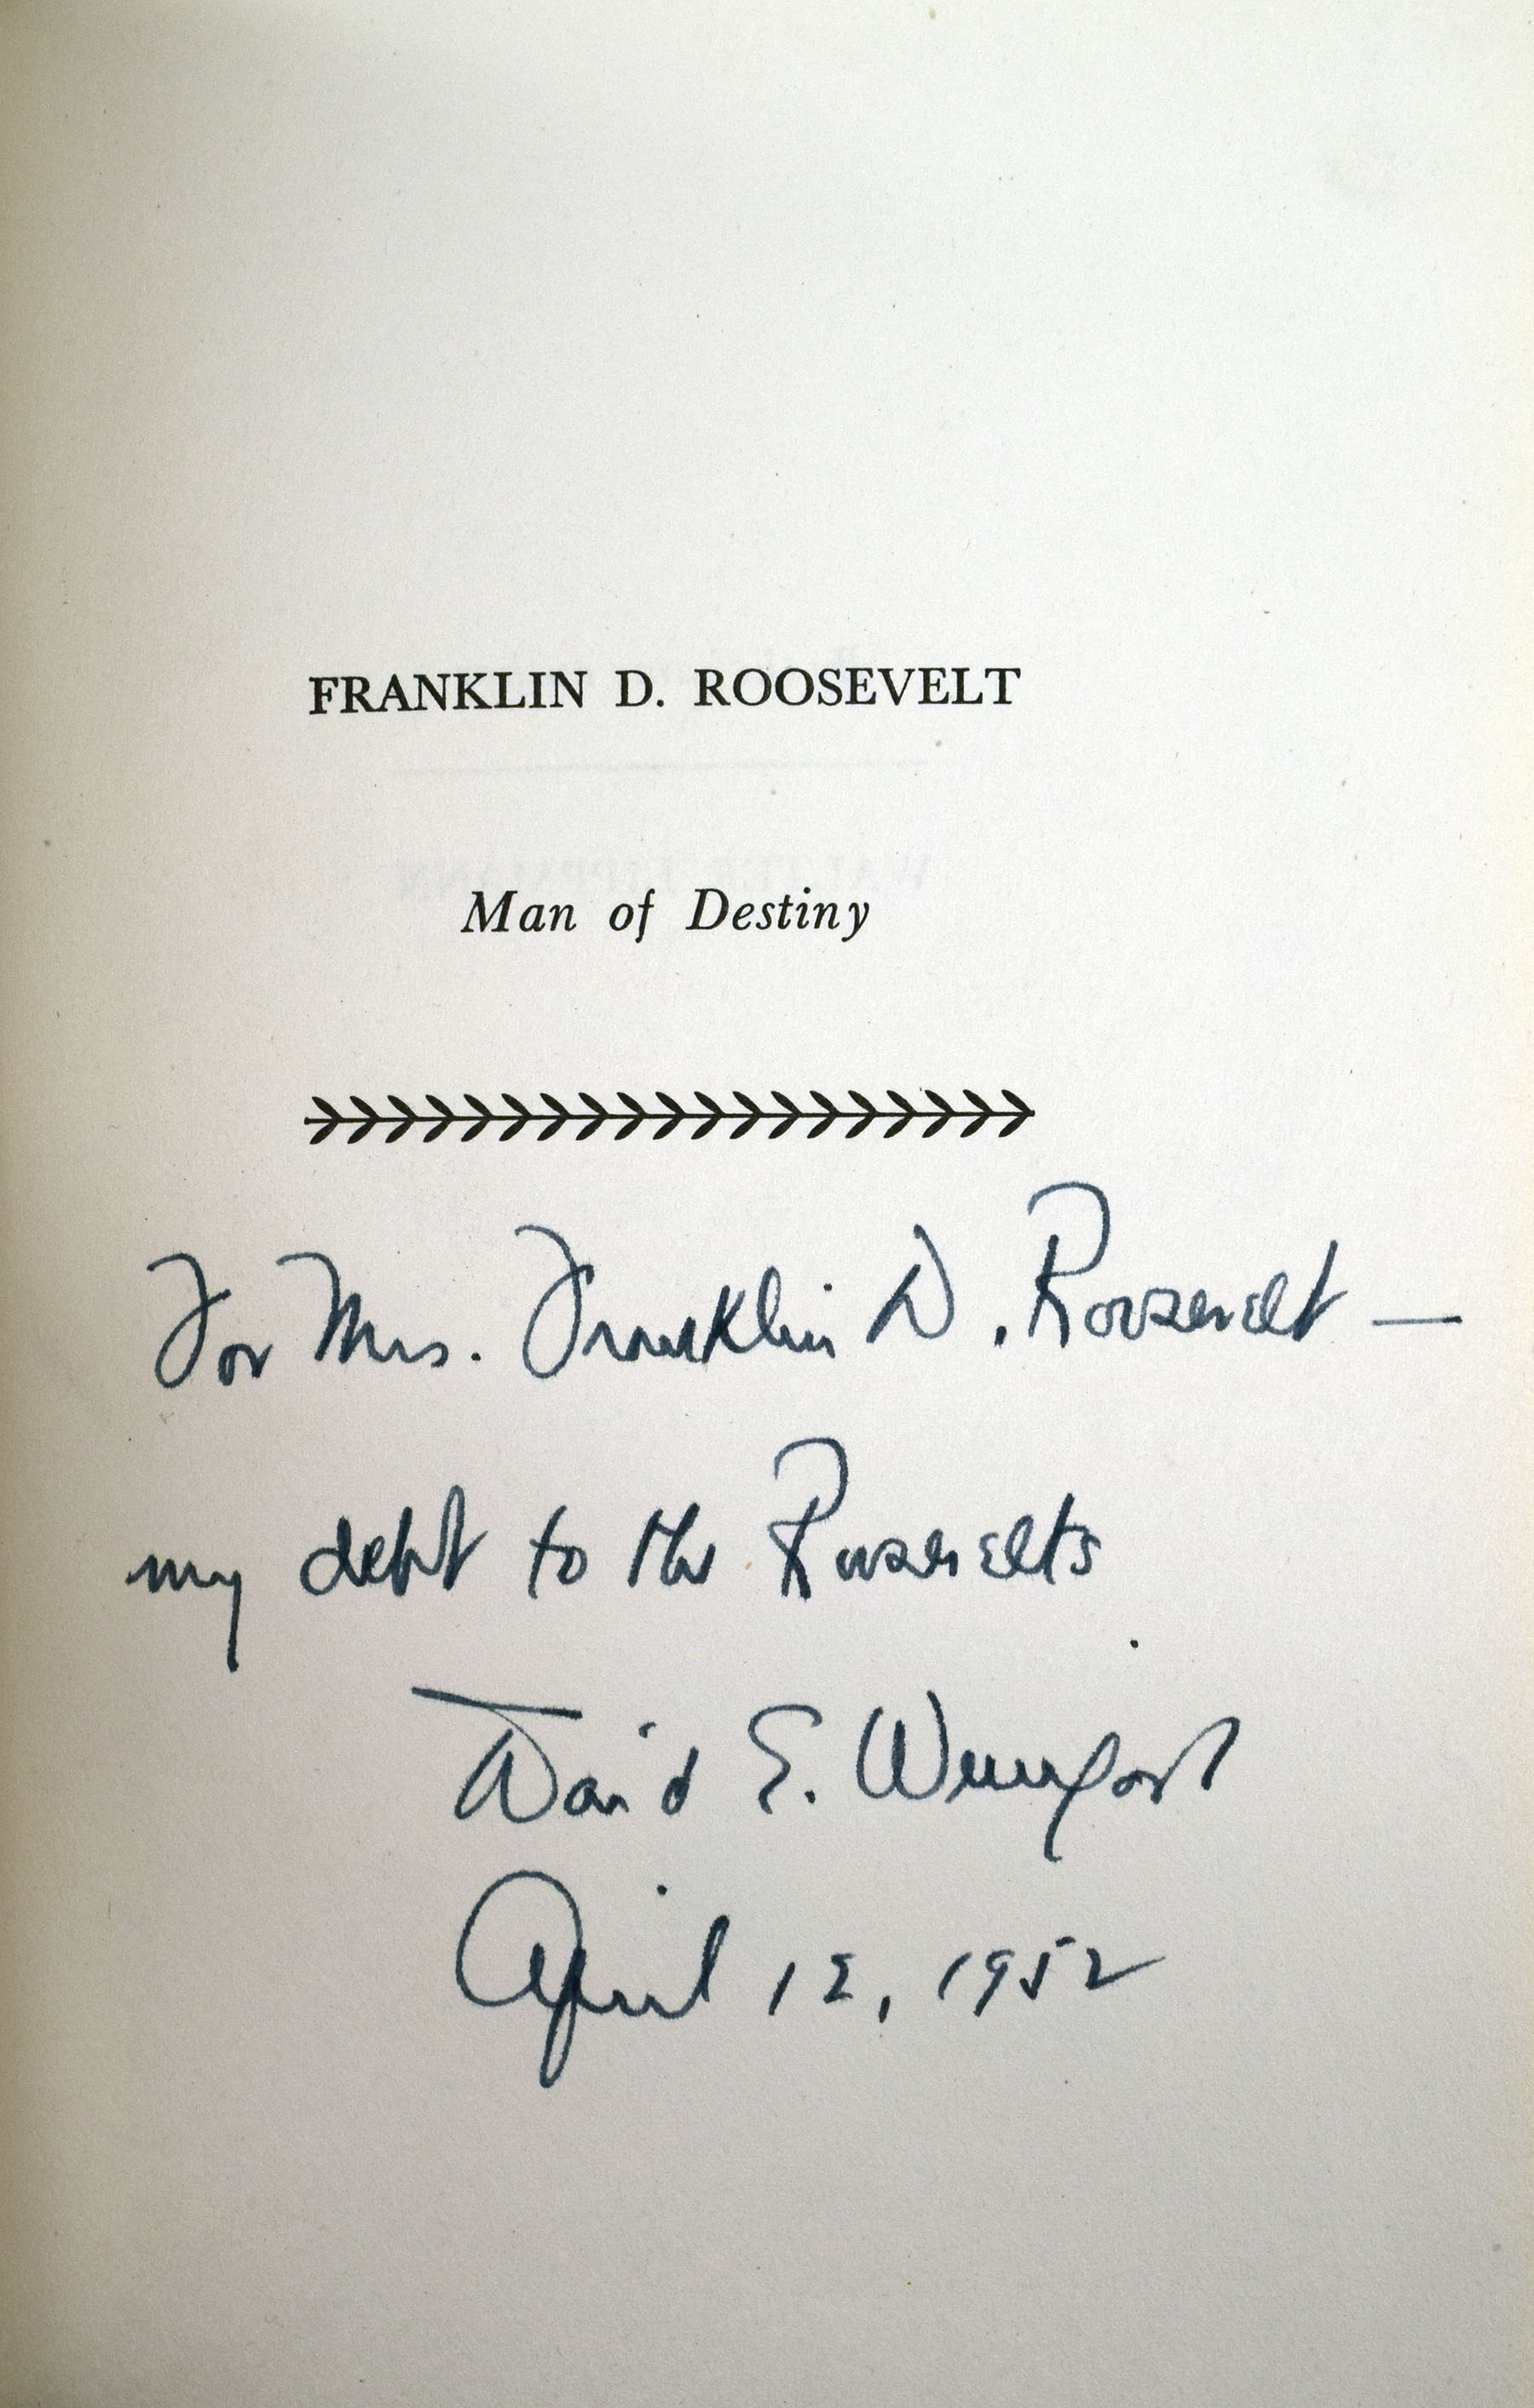 FRANKLIN D. ROOSEVELT
Man of Destiny
For Mrs. Franklin D. Roosevelt —
my debt to the Roosevelts
David E. Weingast
April 12, 1952